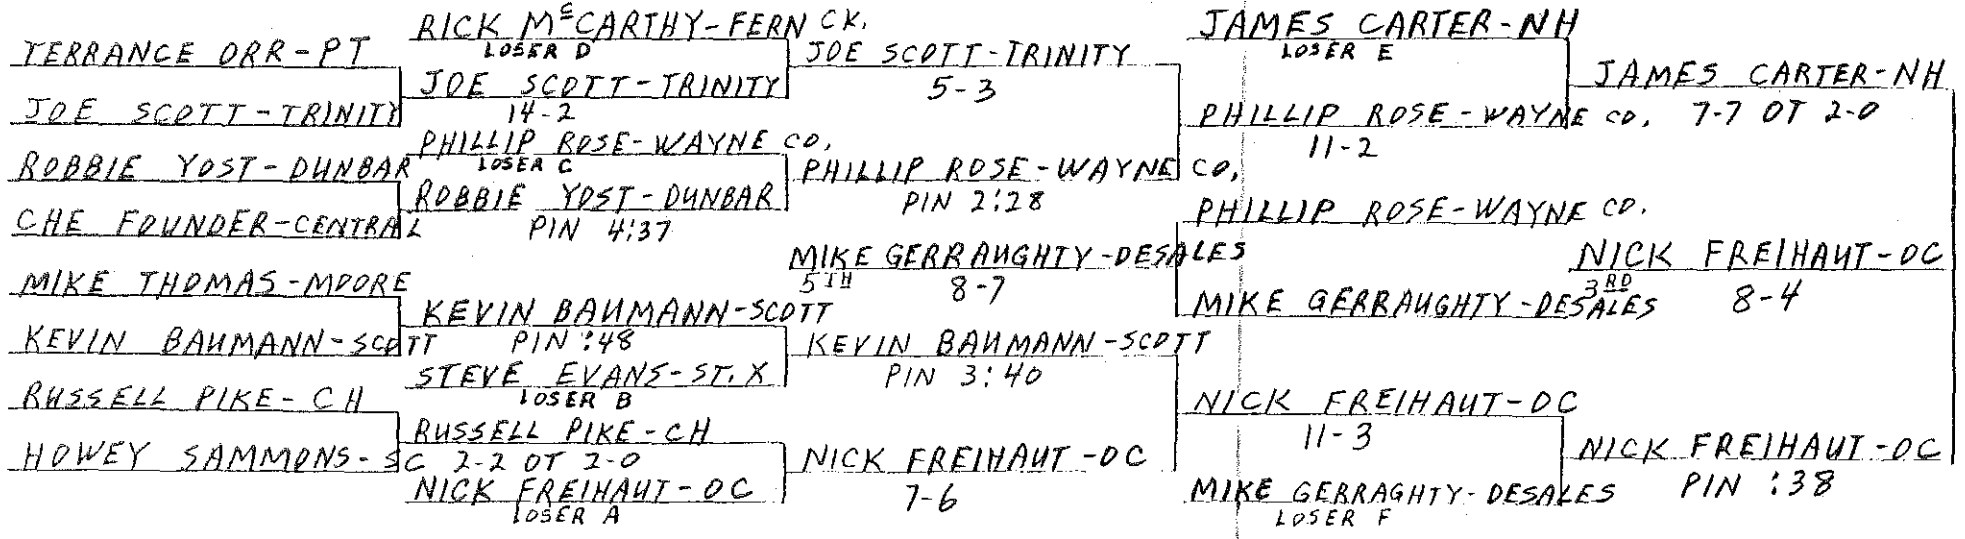 TERRANCE ORR-PT
JOE SCOTT-TRINITY
ROBBIE YOST-DUNBAR
CHE FOUNDER-CENTRAL
MIKE THOMAS-MOORE
KEVIN BAUMANN-SCOTT
RUSSELL PIKE-CH
HOWEY SAMMONS-SC
RICK McCARTHY-FERN CK.
LOSER D
JOE SCOTT-TRINITY
14-2
PHILLIP ROSE-WAYNE CO.
LOSER C
ROBBIE YOST-DUNBAR
PIN 4:37
KEVIN BAUMANN-SCOTT
PIN :48
STEVE EVANS-ST.X
LOSER B
RUSSELL PIKE-CH
2-2 OT 2-0
NICK FREIHAUT-OC
LOSER A
JOE SCOTT-TRINITY
5-3
PHILLIP ROSE-WAYNE CO.
PIN 2:28
MIKE GERRAUGHTY-DESALES
5TH 8-7
KEVIN BAUMANN-SCOTT
PIN 3:40
NICK FREIHAUT-OC
7-6
JAMES CARTER-NH
LOSER E
PHILLIP ROSE-WAYNE CO.
11-2
PHILLIP ROSE-WAYNE CO.
MIKE GERRAUGHTY-DESALES
NICK FREIHAUT-OC
11-3
MIKE GERRAGHTY-DESALES
LOSER F
JAMES CARTER-NH
7-7 OT 2-0
NICK FREIHAUT-OC
3RD 8-4
NICK FREIHAUT-OC
PIN :38